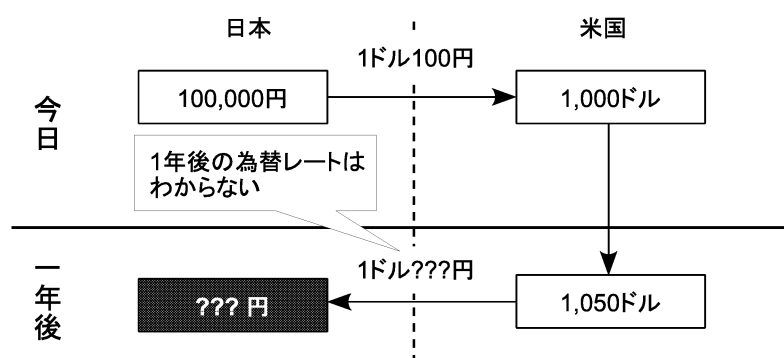 日本
米国
1ドル100円
今日
100,000円
1,000ドル
1年後の為替レートは
わからない
1ドル???円
一年後
??? 円
1,050ドル